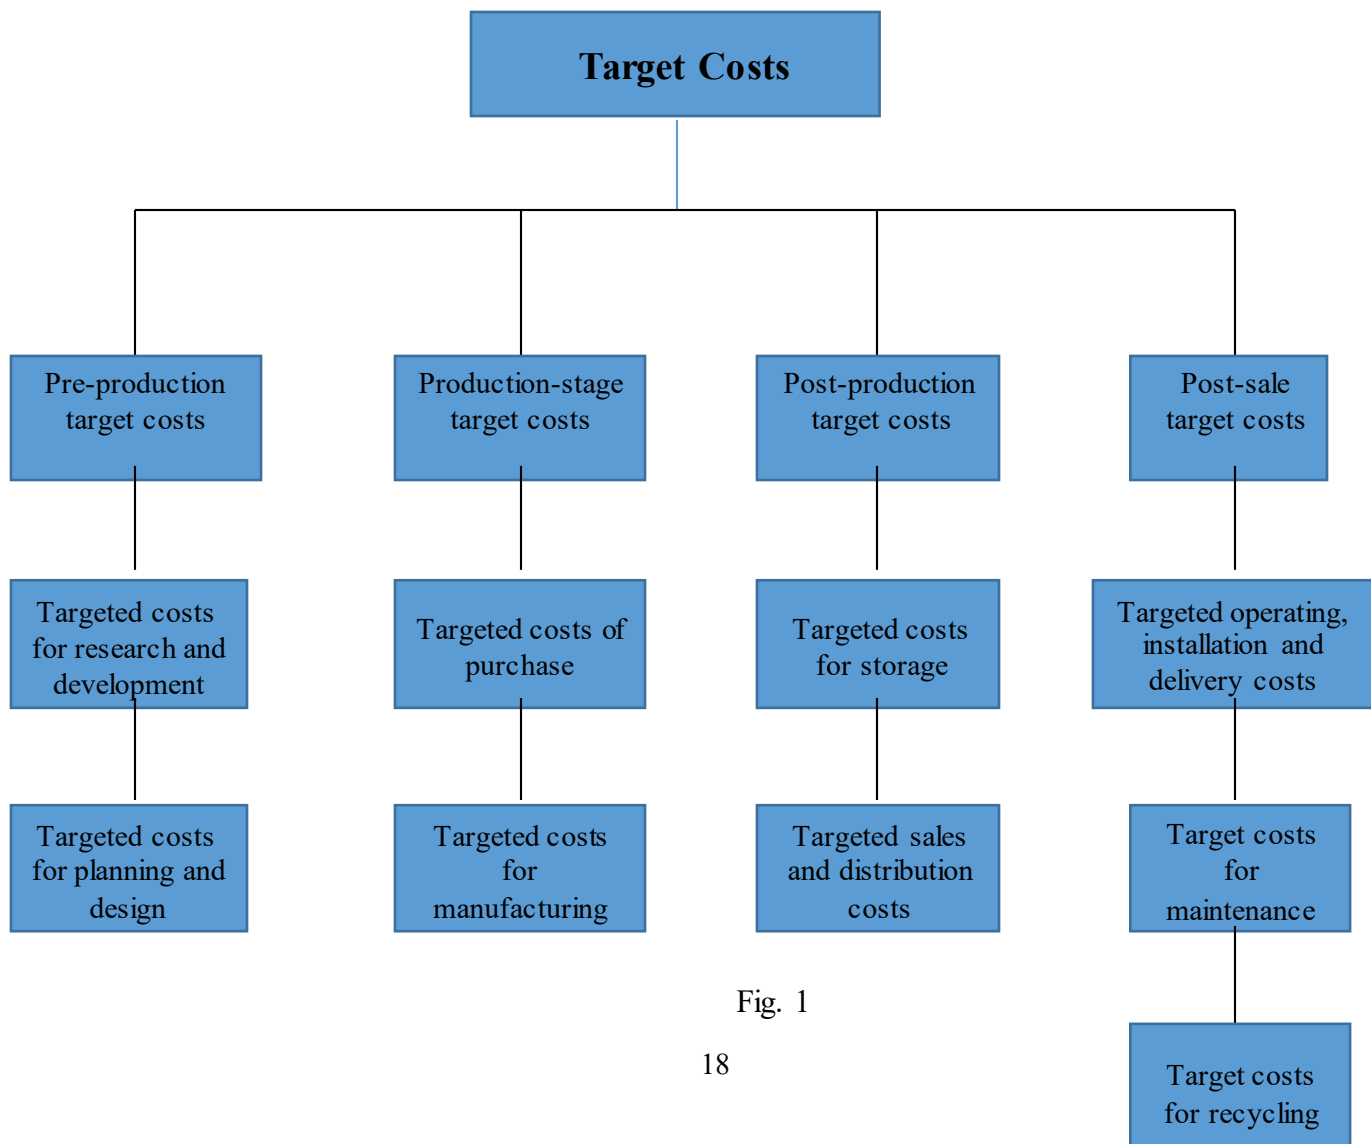 Target Costs
Pre-production
target costs
Production-stage
target costs
Post-production
target costs
Post-sale
target costs
Targeted costs
for research and
development
Targeted costs of
purchase
Targeted costs
for storage
Targeted operating,
installation and
delivery costs
Targeted costs
for planning and
design
Targeted costs
for
manufacturing
Targeted sales
and distribution
costs
Target costs
for
maintenance
Fig. 1
18
Target costs
for recycling